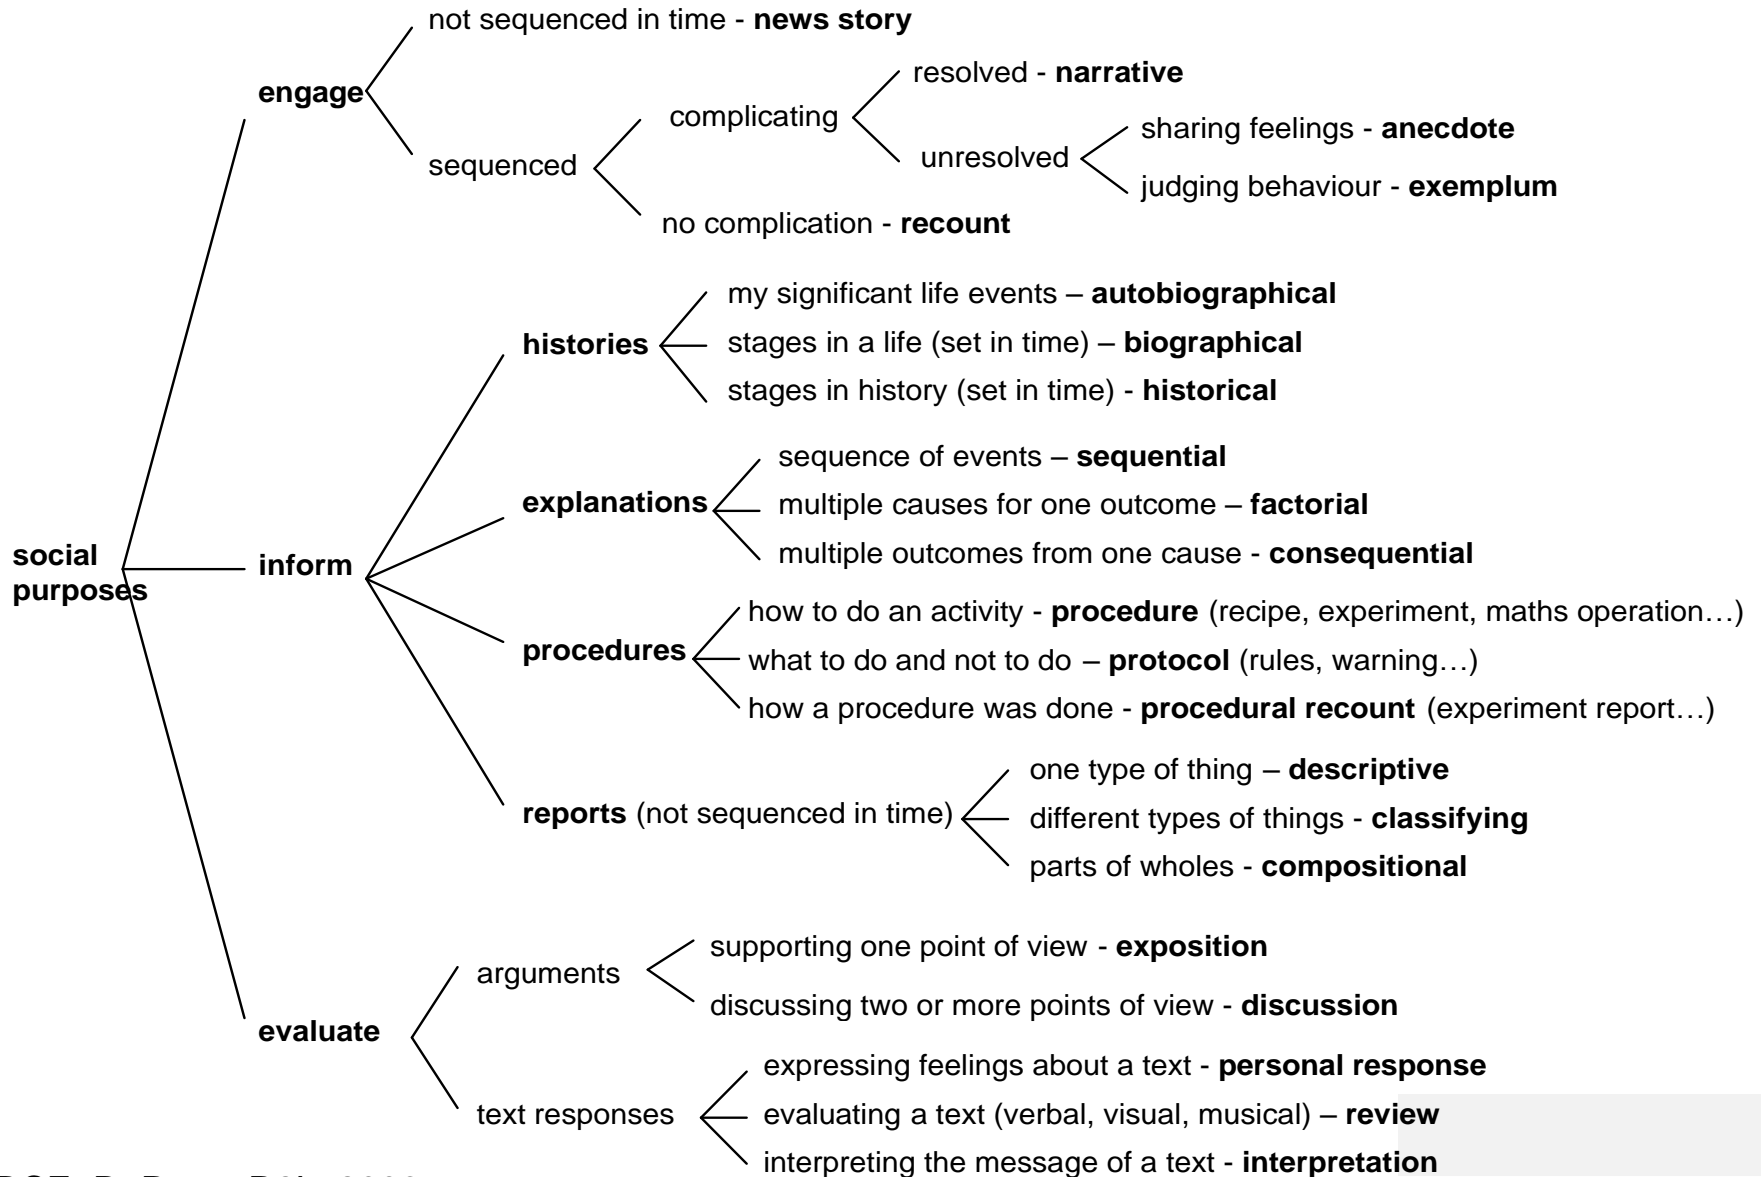 not sequenced in time - news story
engage
resolved - narrative
complicating
sharing feelings - anecdote
unresolved
sequenced
judging behaviour - exemplum
no complication - recount
my significant life events – autobiographical
histories
stages in a life (set in time) – biographical
stages in history (set in time) - historical
sequence of events – sequential
explanations
multiple causes for one outcome – factorial
multiple outcomes from one cause - consequential
social
purposes
inform
how to do an activity - procedure (recipe, experiment, maths operation…)
procedures
what to do and not to do – protocol (rules, warning…)
how a procedure was done - procedural recount (experiment report…)
one type of thing – descriptive
reports (not sequenced in time)
different types of things - classifying
parts of wholes - compositional
supporting one point of view - exposition
arguments
discussing two or more points of view - discussion
evaluate
expressing feelings about a text - personal response
text responses
evaluating a text (verbal, visual, musical) – review
interpreting the message of a text - interpretation